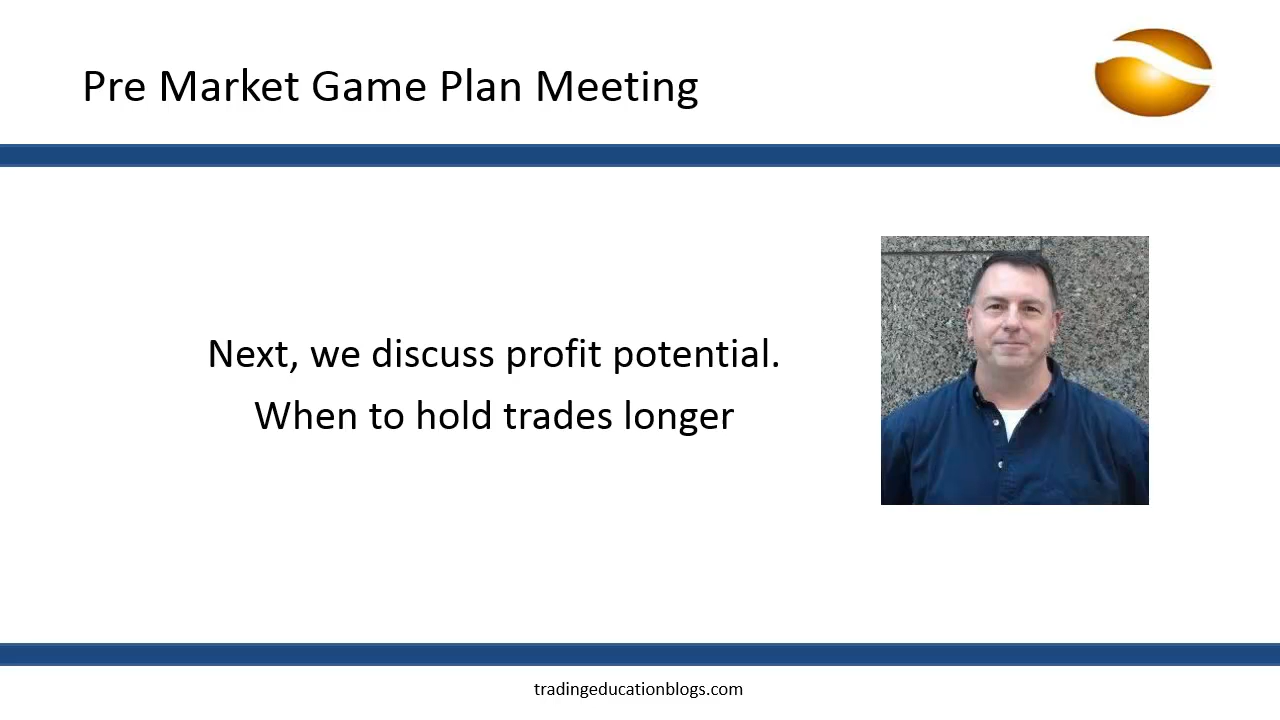 Pre Market Game Plan Meeting
Next, we discuss profit potential.
When to hold trades longer
tradingeducationblogs.com